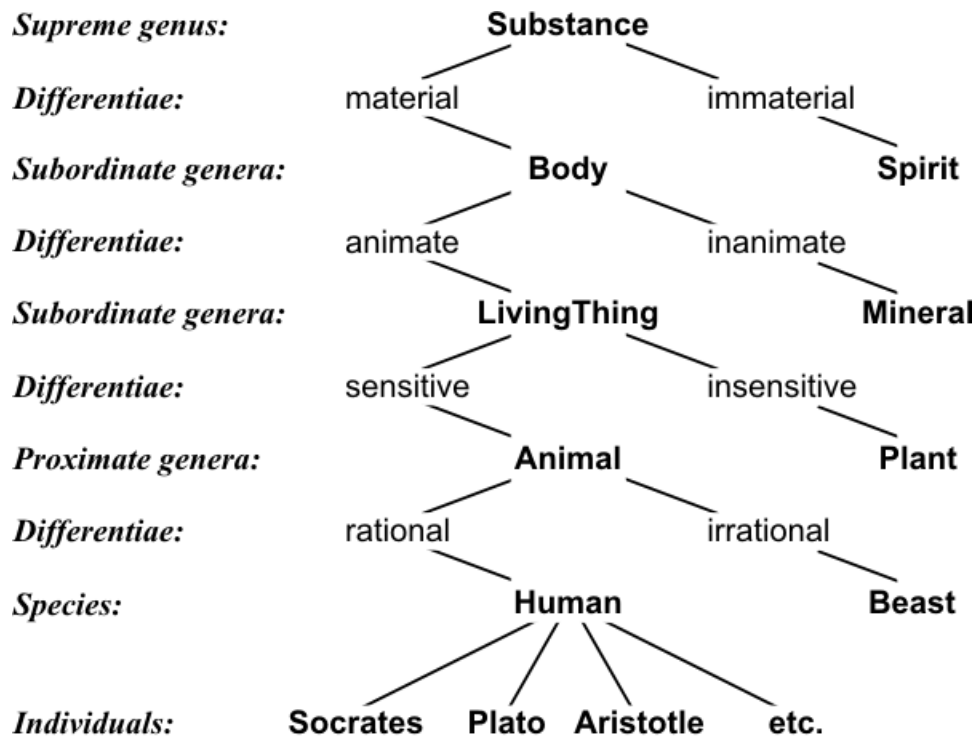 Supreme genus: Substance
Differentiae: material immaterial
Subordinate genera: Body Spirit
Differentiae: animate inanimate
Subordinate genera: LivingThing Mineral
Differentiae: sensitive insensitive
Proximate genera: Animal Plant
Differentiae: rational irrational
Species: Human Beast
Individuals: Socrates Plato Aristotle etc.